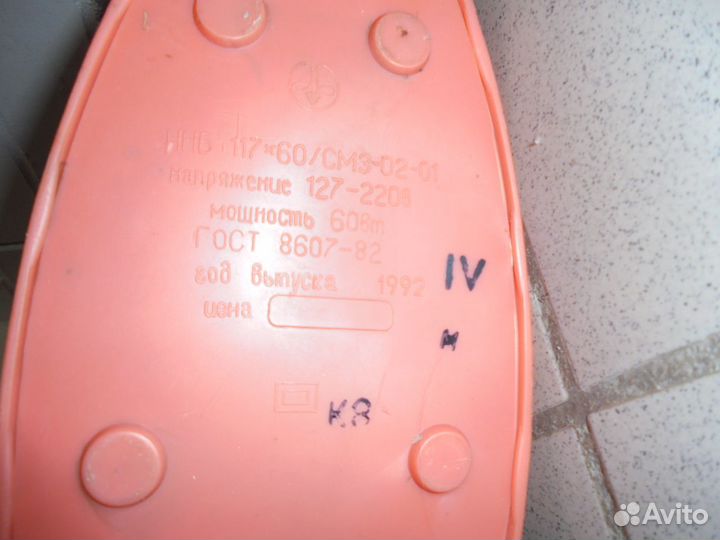 ННБ 117×60/СМЭ-02-01
напряжение 127-220в
мощность 60вт
ГОСТ 8607-82
год выпуска 1992 IV
цена
м
К8
Avito